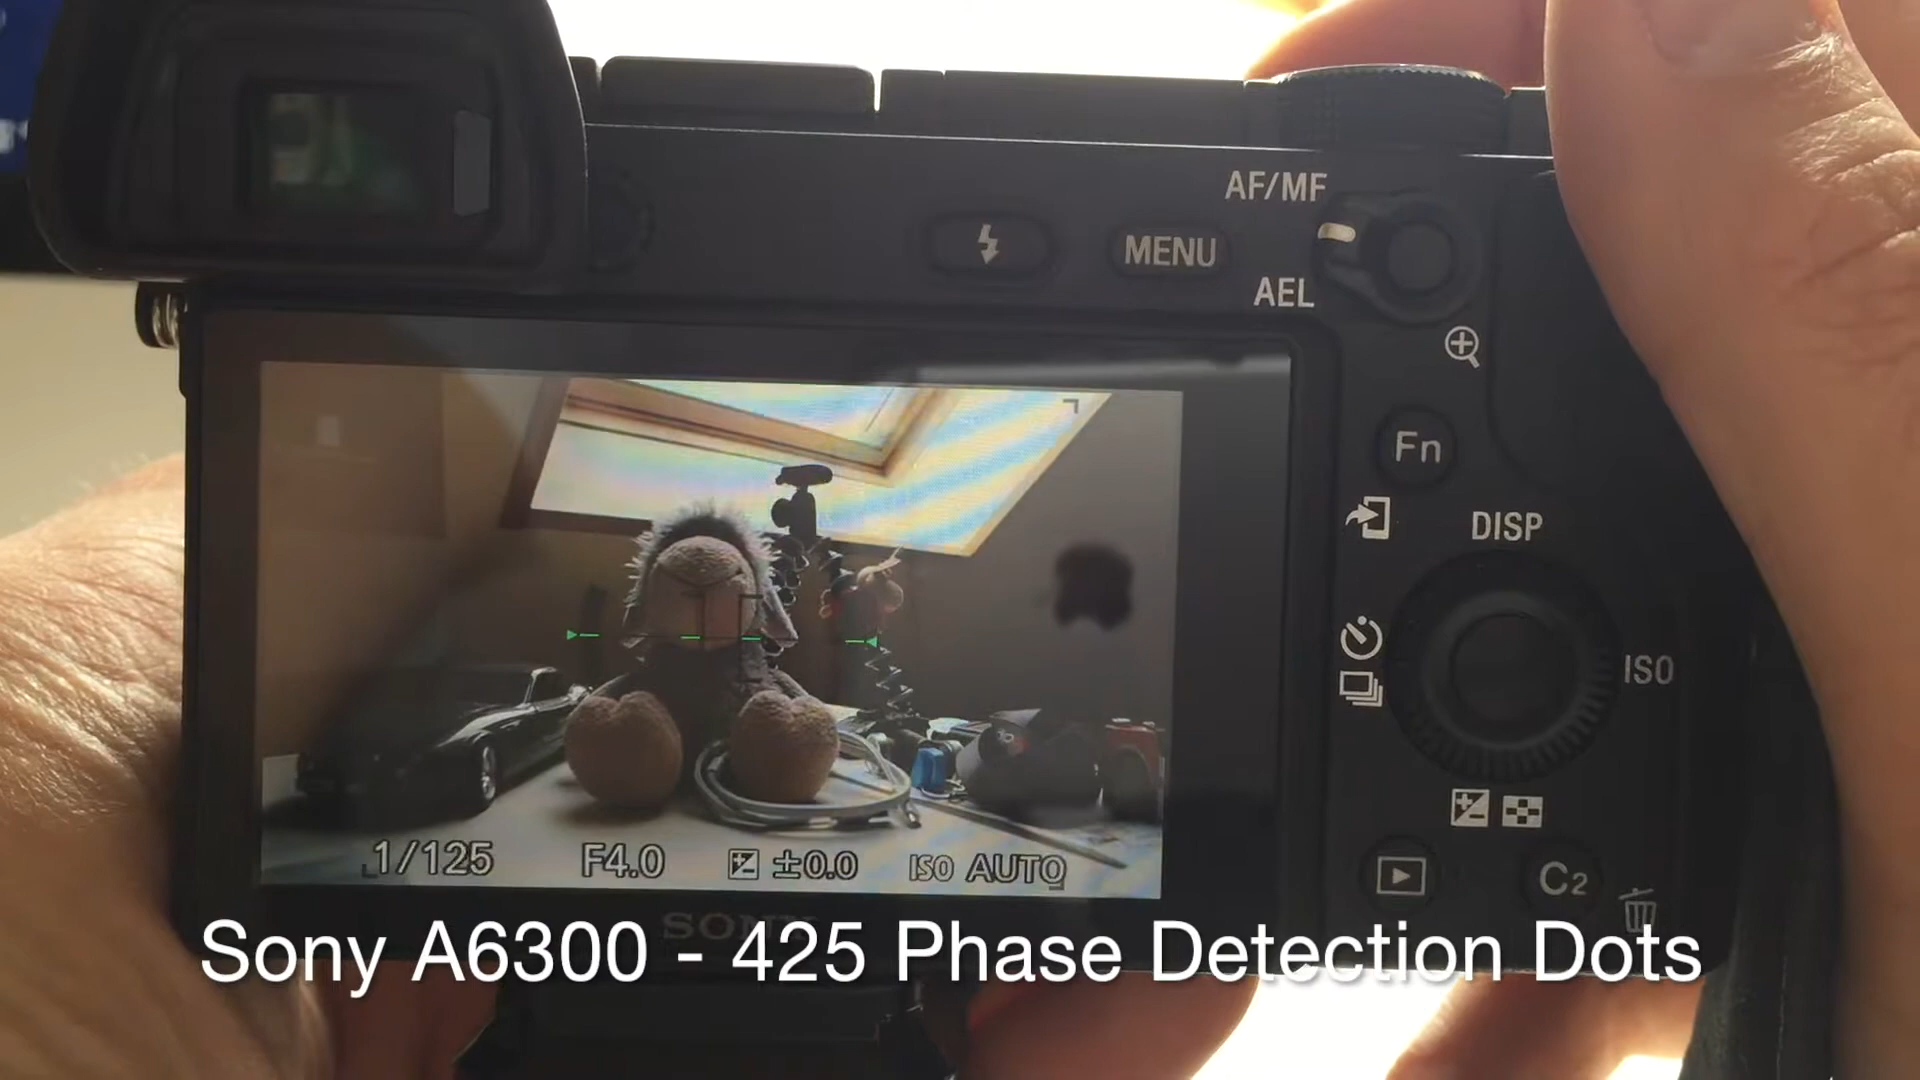 AF/MF
MENU
AEL
Fn
DISP
ISO
1/125 F4.0 ±0.0 ISO AUTO
C2
SONY
Sony A6300 - 425 Phase Detection Dots